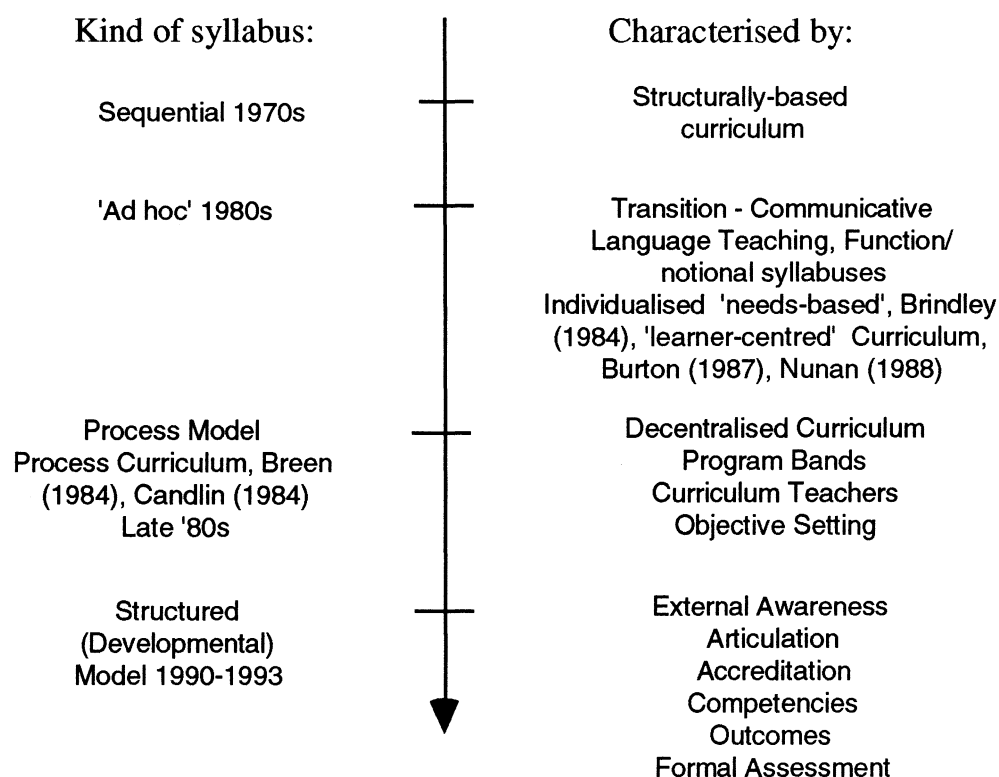 Kind of syllabus:
Characterised by:
Sequential 1970s
Structurally-based
curriculum
'Ad hoc' 1980s
Transition - Communicative
Language Teaching, Function/
notional syllabuses
Individualised 'needs-based', Brindley
(1984), 'learner-centred' Curriculum,
Burton (1987), Nunan (1988)
Process Model
Process Curriculum, Breen
(1984), Candlin (1984)
Late '80s
Decentralised Curriculum
Program Bands
Curriculum Teachers
Objective Setting
Structured
(Developmental)
Model 1990-1993
External Awareness
Articulation
Accreditation
Competencies
Outcomes
Formal Assessment